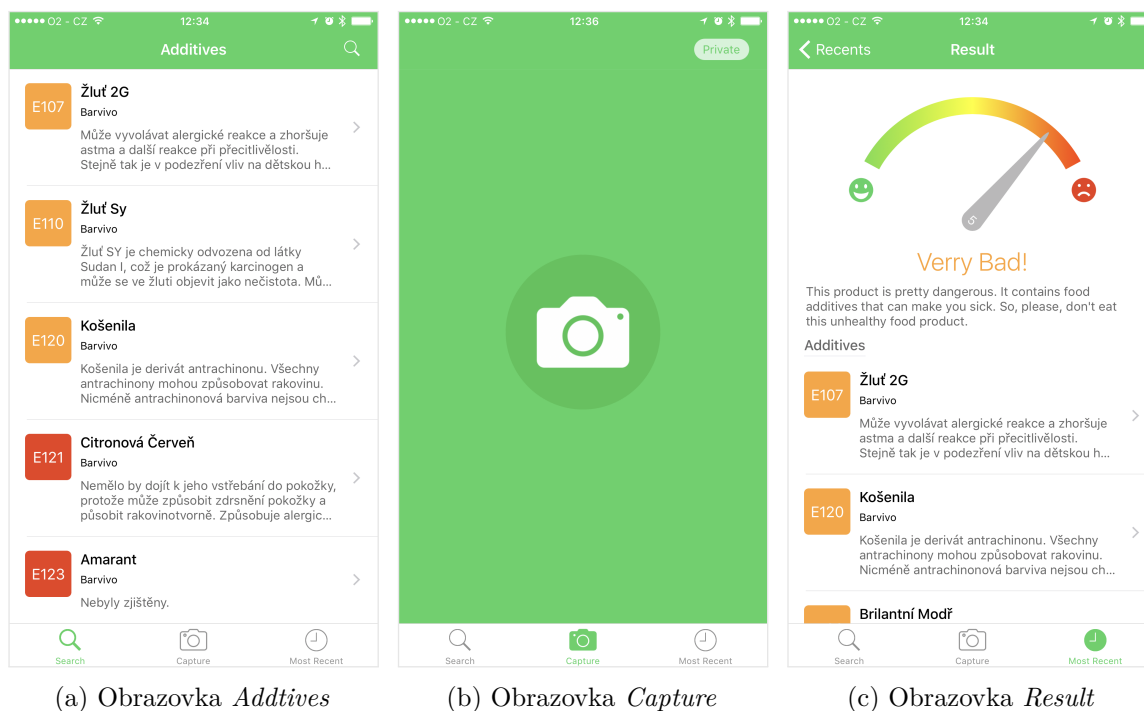 O2 - CZ
12:34
Additives
E107
Žluť 2G
Barvivo
Může vyvolávat alergické reakce a zhoršuje
astma a další reakce při přecitlivělosti.
Stejně tak je v podezření vliv na dětskou h...
E110
Žluť Sy
Barvivo
Žluť SY je chemicky odvozena od látky
Sudan I, což je prokázaný karcinogen a
může se ve žluti objevit jako nečistota. Mů...
E120
Košenila
Barvivo
Košenila je derivát antrachinonu. Všechny
antrachinony mohou způsobovat rakovinu.
Nicméně antrachinonová barviva nejsou ch...
E121
Citronová Červeň
Barvivo
Nemělo by dojít k jeho vstřebání do pokožky,
protože může způsobit zdrsnění pokožky a
působit rakovinotvorně. Způsobuje alergic...
E123
Amarant
Barvivo
Nebyly zjištěny.
Search
Capture
Most Recent
(a) Obrazovka Addtives
O2 - CZ
12:36
Private
Search
Capture
Most Recent
(b) Obrazovka Capture
O2 - CZ
12:34
Recents
Result
5
Verry Bad!
This product is pretty dangerous. It contains food
additives that can make you sick. So, please, don't eat
this unhealthy food product.
Additives
E107
Žluť 2G
Barvivo
Může vyvolávat alergické reakce a zhoršuje
astma a další reakce při přecitlivělosti.
Stejně tak je v podezření vliv na dětskou h...
E120
Košenila
Barvivo
Košenila je derivát antrachinonu. Všechny
antrachinony mohou způsobovat rakovinu.
Nicméně antrachinonová barviva nejsou ch...
Brilantní Modř
Search
Capture
Most Recent
(c) Obrazovka Result